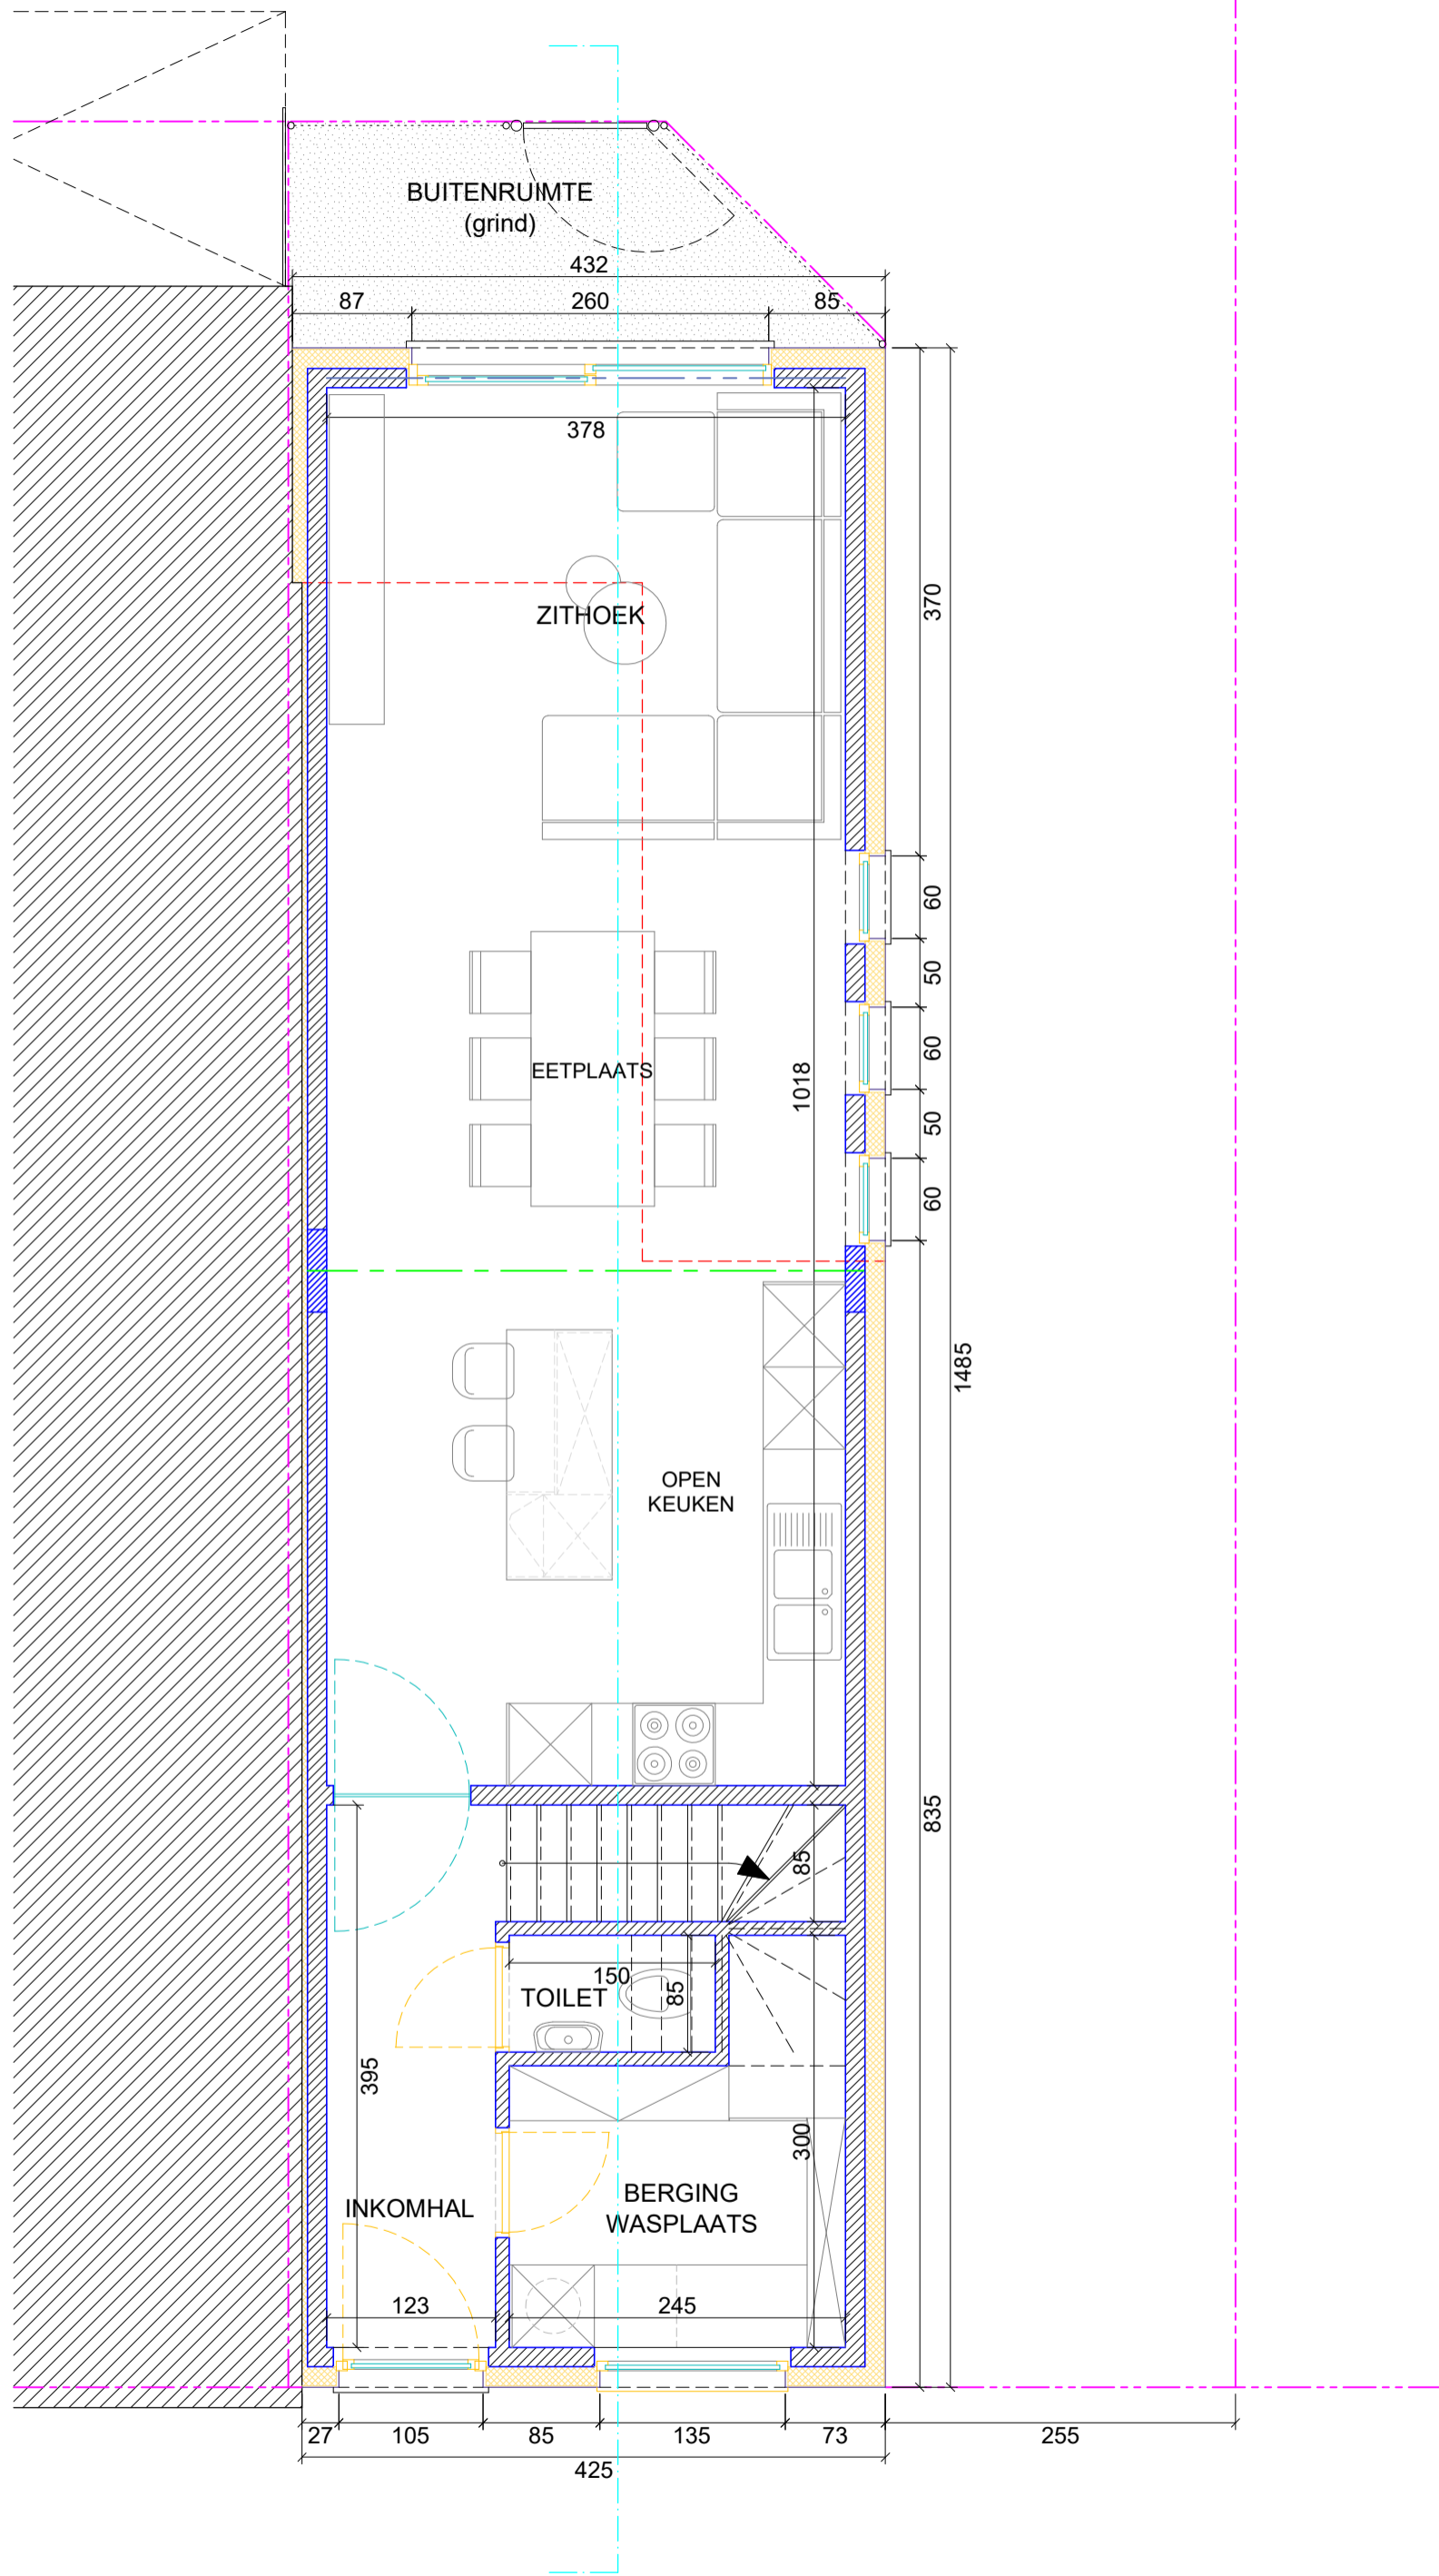 BUITENRUIMTE
(grind)
432
87
260
85
378
ZITHOEK
370
60
50
EETPLAATS
1018
60
50
60
1485
OPEN
KEUKEN
835
85
150
TOILET
85
395
300
INKOMHAL
BERGING
WASPLAATS
123
245
27
105
85
135
73
255
425